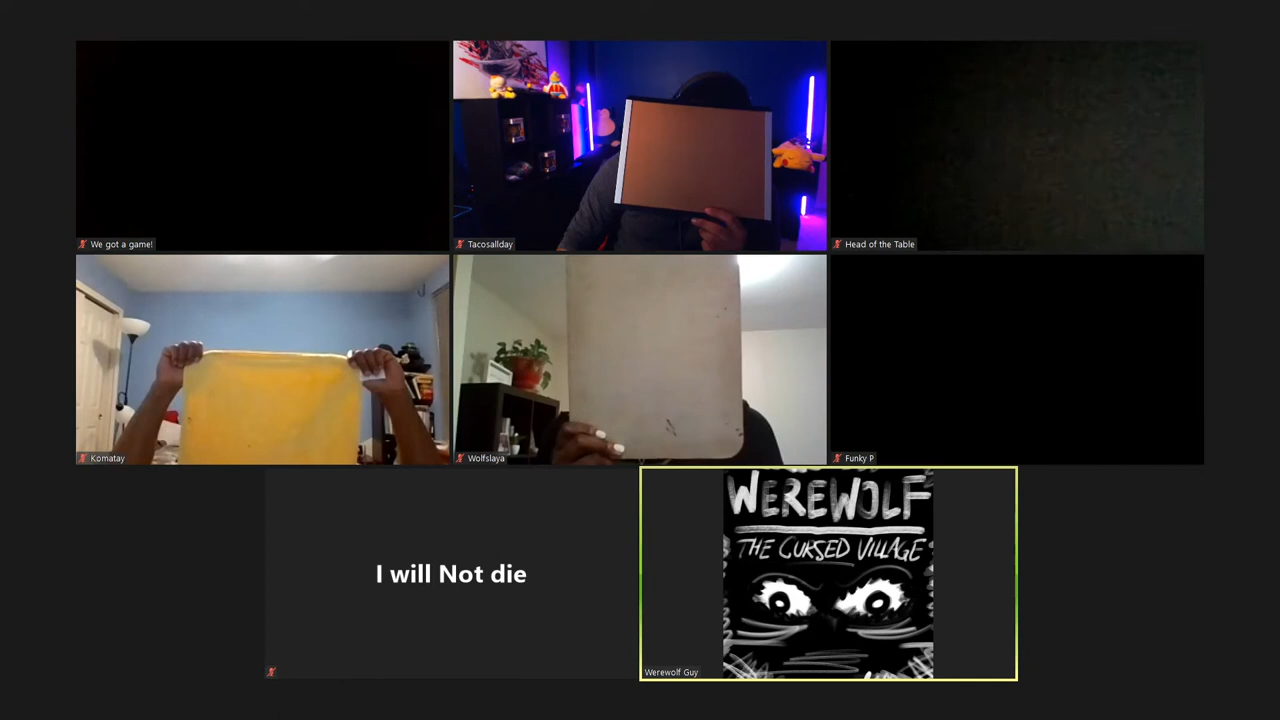 We got a game!
Tacosallday
Head of the Table
Komatay
Wolfslaya
Funky P
I will Not die
WEREWOLF
THE CURSED VILLAGE
Werewolf Guy